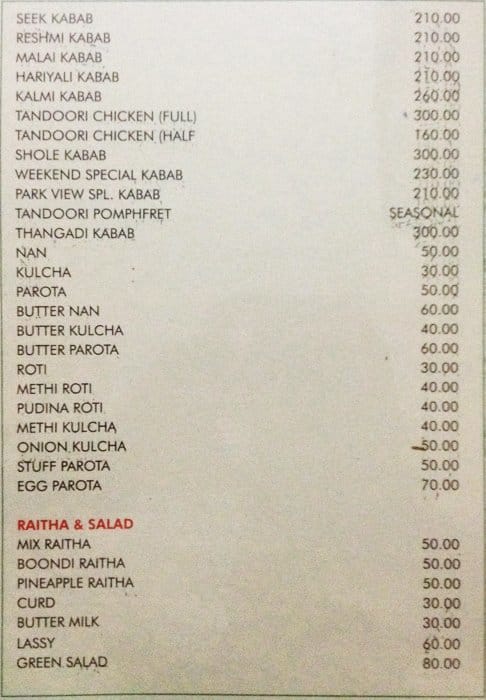 SEEK KABAB 210.00
RESHMI KABAB 210.00
MALAI KABAB 210.00
HARIYALI KABAB 210.00
KALMI KABAB 260.00
TANDOORI CHICKEN (FULL) 300.00
TANDOORI CHICKEN (HALF 160.00
SHOLE KABAB 300.00
WEEKEND SPECIAL KABAB 230.00
PARK VIEW SPL. KABAB 210.00
TANDOORI POMPHFRET SEASONAL
THANGADI KABAB 300.00
NAN 50.00
KULCHA 30.00
PAROTA 50.00
BUTTER NAN 60.00
BUTTER KULCHA 40.00
BUTTER PAROTA 60.00
ROTI 30.00
METHI ROTI 40.00
PUDINA ROTI 40.00
METHI KULCHA 40.00
ONION KULCHA 50.00
STUFF PAROTA 50.00
EGG PAROTA 70.00
RAITHA & SALAD
MIX RAITHA 50.00
BOONDI RAITHA 50.00
PINEAPPLE RAITHA 50.00
CURD 30.00
BUTTER MILK 30.00
LASSY 60.00
GREEN SALAD 80.00